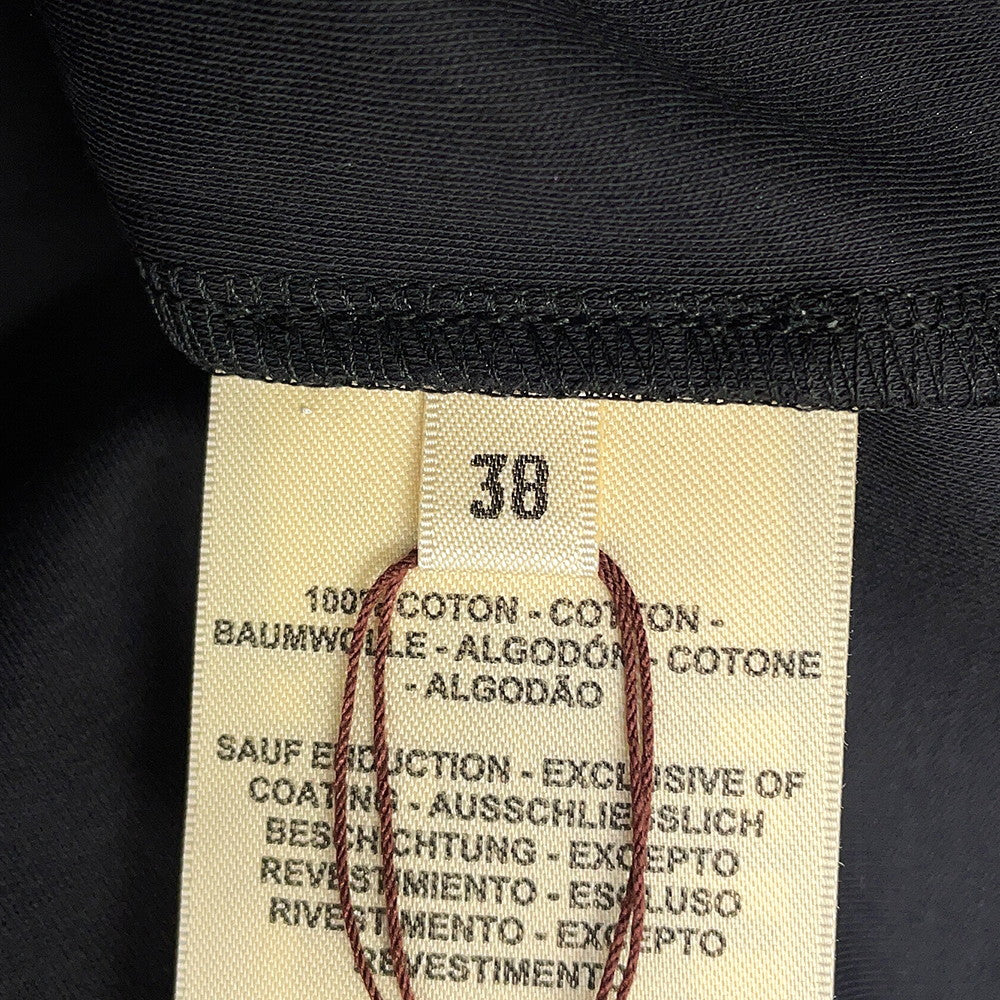 38
100% COTON - COTTON -
BAUMWOLLE - ALGODÓN - COTONE
- ALGODÃO
SAUF ENDUCTION - EXCLUSIVE OF
COATING - AUSSCHLIESSLICH
BESCHICHTUNG - EXCEPTO
REVESTIMIENTO - ESCLUSO
RIVESTIMENTO - EXCEPTO
REVESTIMENTO